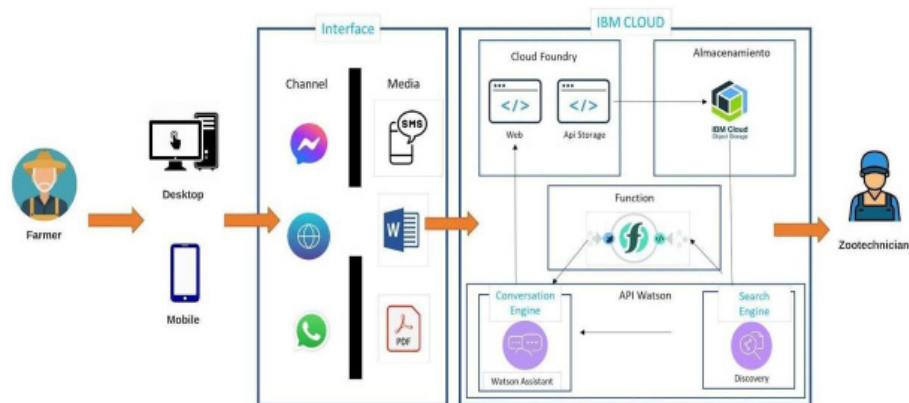 Interface
IBM CLOUD
Cloud Foundry
Almacenamiento
Channel
Media
SMS
</>
</>
Web
Api Storage
IBM Cloud
Object Storage
Desktop
Farmer
Mobile
W
Function
f
</>
Zootechnician
API Watson
Conversation
Engine
Search
Engine
PDF
Watson Assistant
Discovery